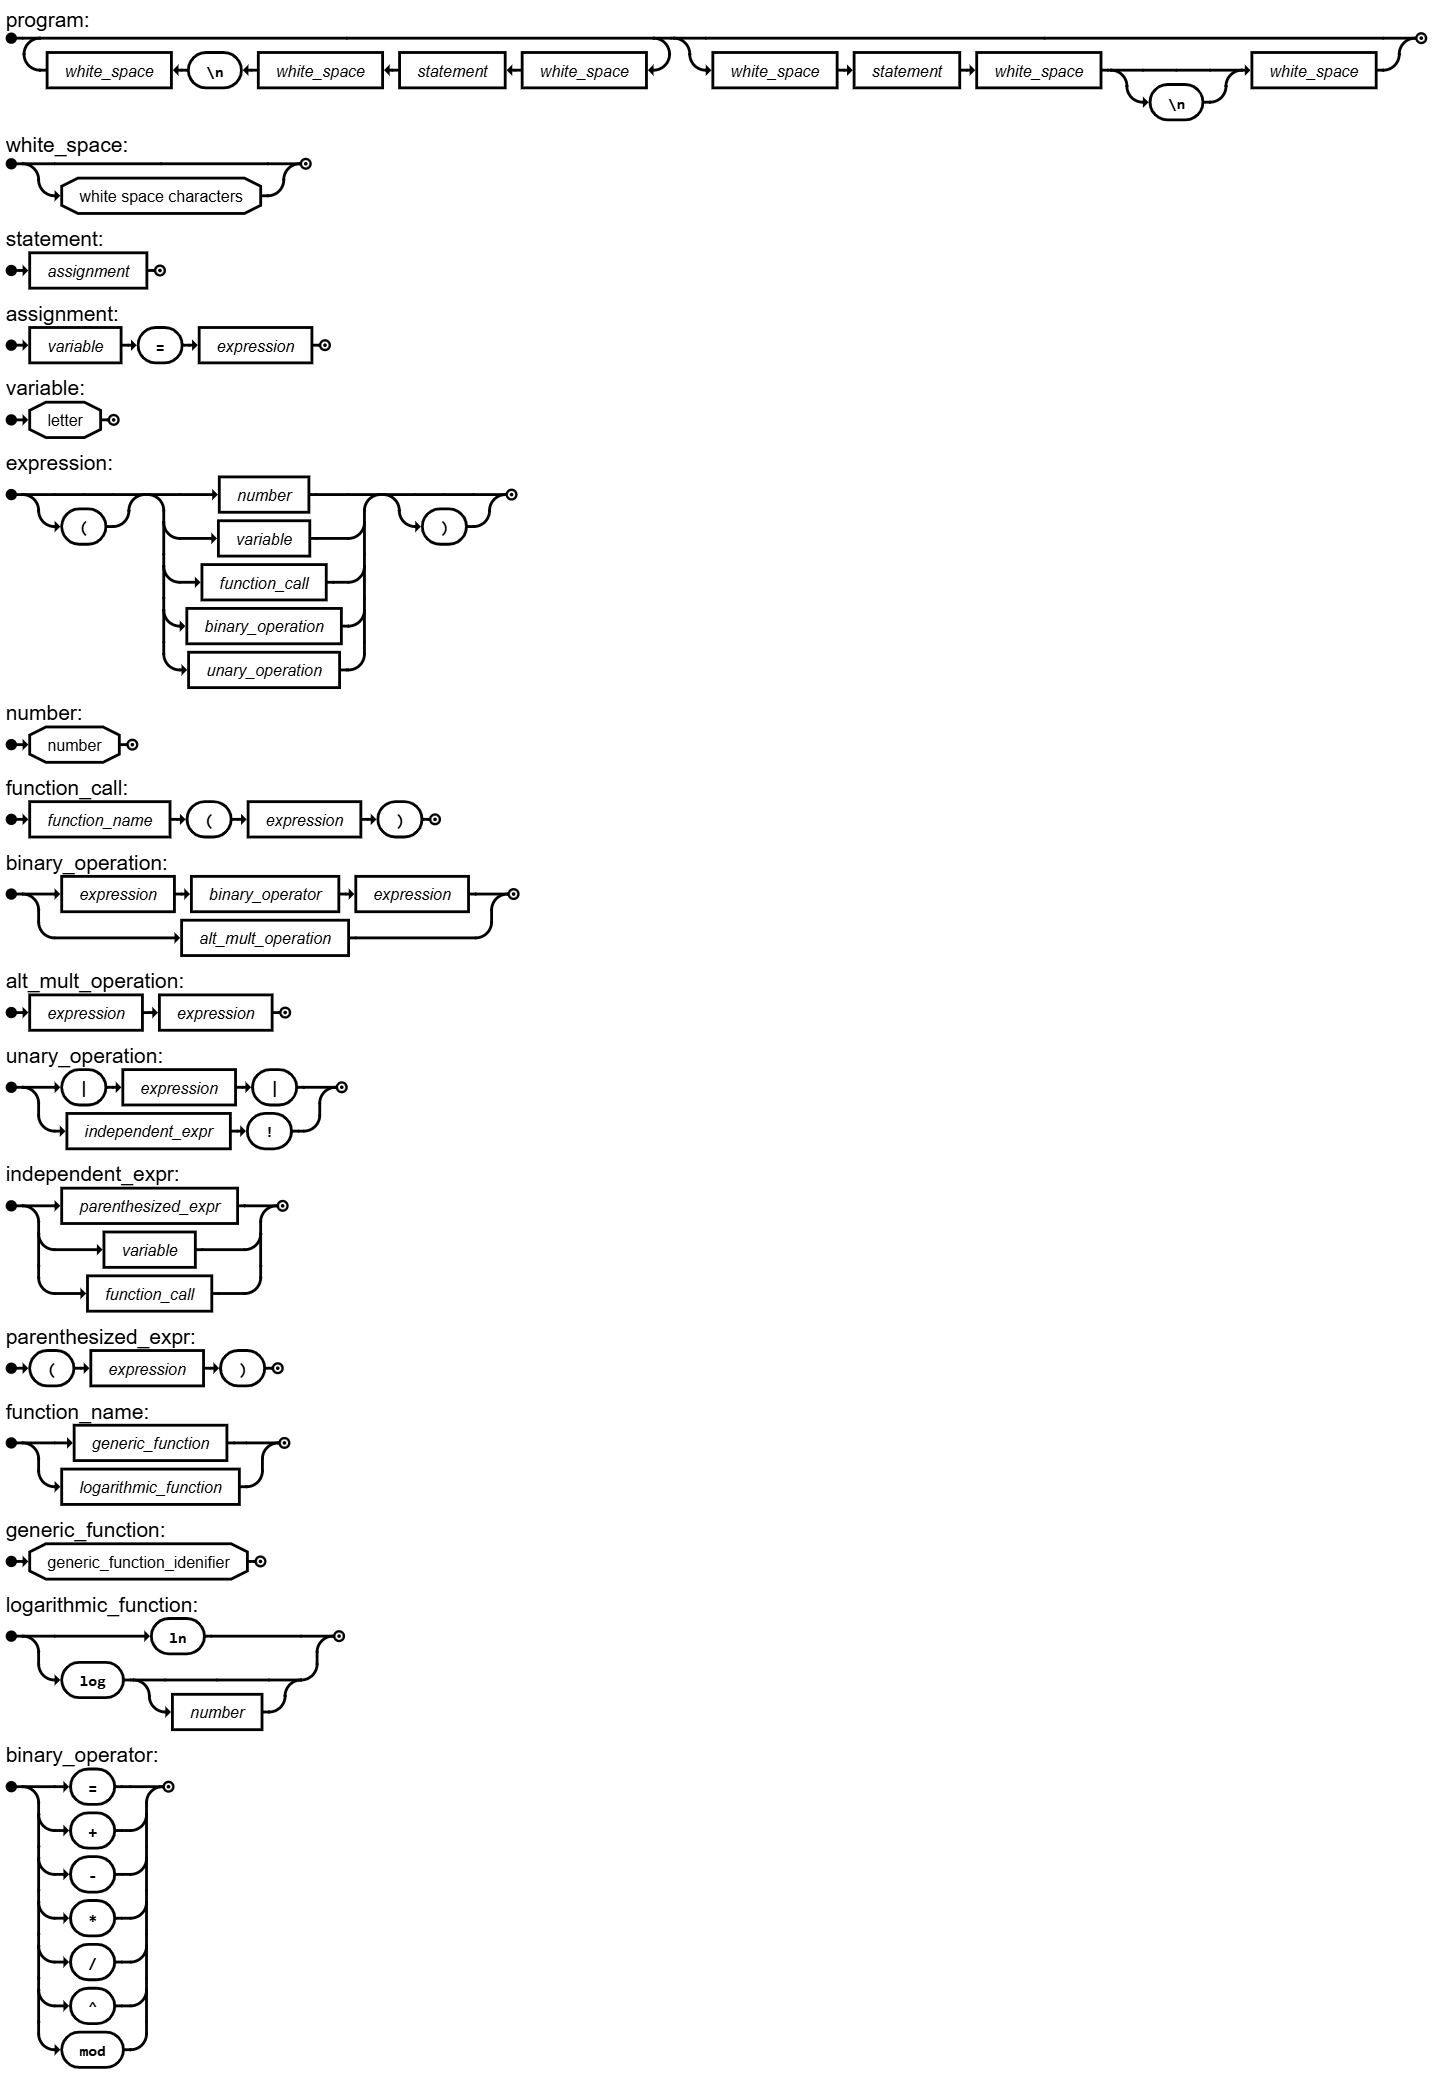 program:
white_space \n white_space statement white_space white_space statement white_space white_space
\n
white_space:
white space characters
statement:
assignment
assignment:
variable = expression
variable:
letter
expression:
number
( )
variable
function_call
binary_operation
unary_operation
number:
number
function_call:
function_name ( expression )
binary_operation:
expression binary_operator expression
alt_mult_operation
alt_mult_operation:
expression expression
unary_operation:
| expression |
independent_expr !
independent_expr:
parenthesized_expr
variable
function_call
parenthesized_expr:
( expression )
function_name:
generic_function
logarithmic_function
generic_function:
generic_function_idenifier
logarithmic_function:
ln
log
number
binary_operator:
=
+
-
*
/
^
mod